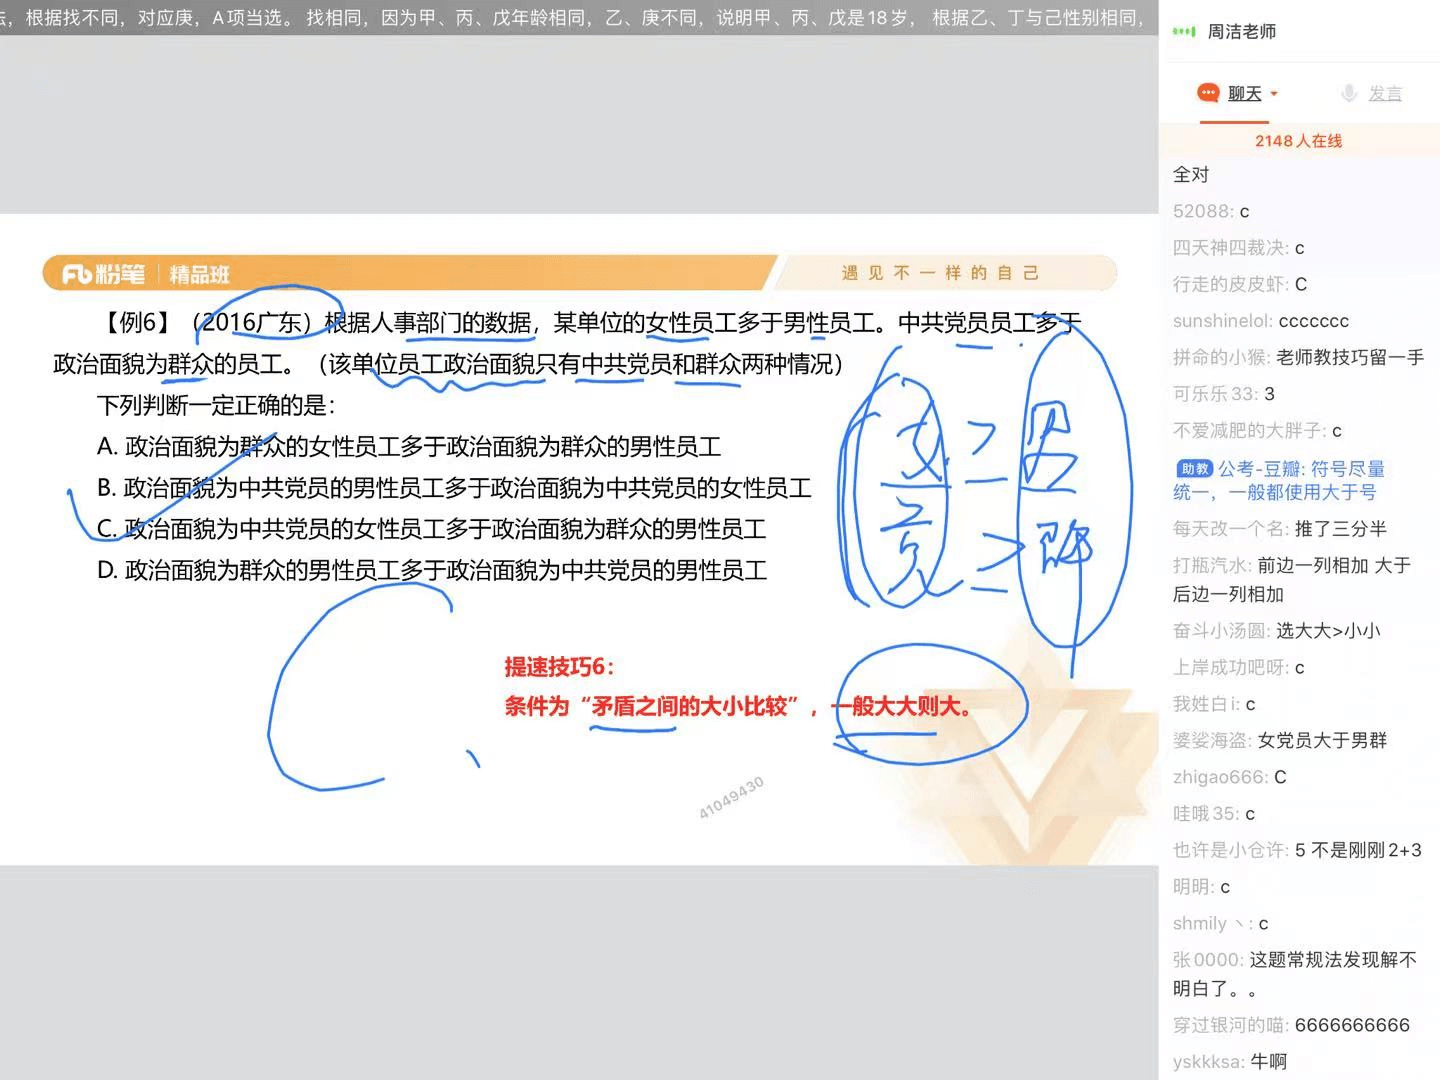 ，根据找不同，对应庚，A项当选。 找相同，因为甲、丙、戊年龄相同，乙、庚不同，说明甲、丙、戊是18岁， 根据乙、丁与己性别相同，
周洁老师
聊天
发言
2148人在线
粉笔 精品班
遇见不一样的自己
【例6】（2016广东）根据人事部门的数据，某单位的女性员工多于男性员工。中共党员员工多于
政治面貌为群众的员工。（该单位员工政治面貌只有中共党员和群众两种情况）
下列判断一定正确的是：
A. 政治面貌为群众的女性员工多于政治面貌为群众的男性员工
B. 政治面貌为中共党员的男性员工多于政治面貌为中共党员的女性员工
C. 政治面貌为中共党员的女性员工多于政治面貌为群众的男性员工
D. 政治面貌为群众的男性员工多于政治面貌为中共党员的男性员工
女 > 男
党 > 群
提速技巧6：
条件为“矛盾之间的大小比较”，一般大大则大。
41049430
全对
52088: c
四天神四裁决: c
行走的皮皮虾: C
sunshinelol: ccccccc
拼命的小猴: 老师教技巧留一手
可乐乐33: 3
不爱减肥的大胖子: c
助教 公考-豆瓣: 符号尽量
统一，一般都使用大于号
每天改一个名: 推了三分半
打瓶汽水: 前边一列相加 大于
后边一列相加
奋斗小汤圆: 选大大>小小
上岸成功吧呀: c
我姓白i: c
婆娑海盗: 女党员大于男群
zhigao666: C
哇哦35: c
也许是小仓许: 5 不是刚刚2+3
明明: c
shmily丶: c
张0000: 这题常规法发现解不
明白了。。
穿过银河的喵: 6666666666
yskkksa: 牛啊